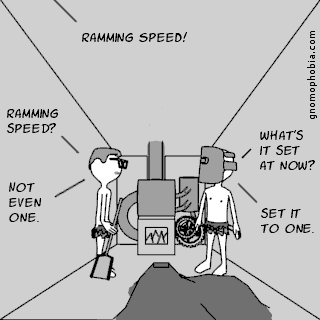 RAMMING SPEED!
RAMMING
SPEED?
WHAT'S
IT SET
AT NOW?
NOT
EVEN
ONE.
SET IT
TO ONE.
gnomophobia.com